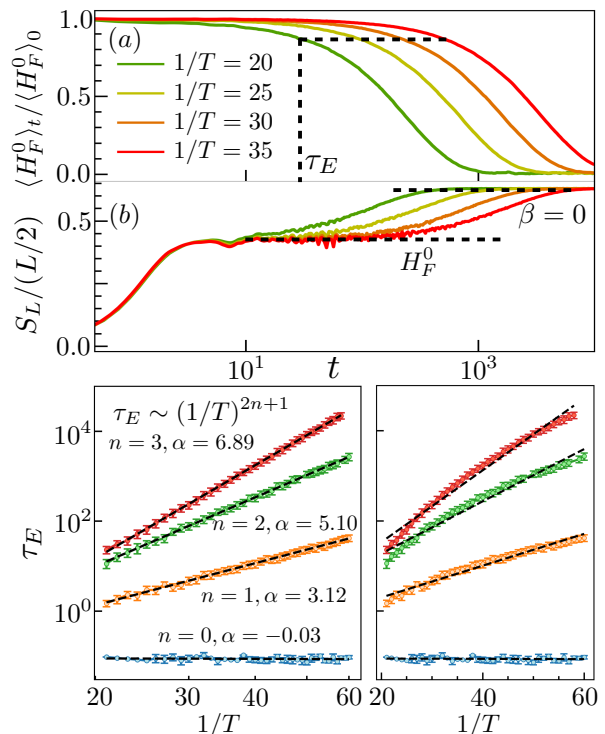 ⟨H_F^0⟩_t/⟨H_F^0⟩_0
1.0
0.5
0.0
(a)
1/T = 20
1/T = 25
1/T = 30
1/T = 35
τ_E
S_L/(L/2)
0.5
0.0
(b)
β = 0
H_F^0
10^1
t
10^3
τ_E
10^4
10^2
10^0
τ_E ∼ (1/T)^{2n+1}
n = 3, α = 6.89
n = 2, α = 5.10
n = 1, α = 3.12
n = 0, α = −0.03
20 30 40 60
1/T
20 40 60
1/T